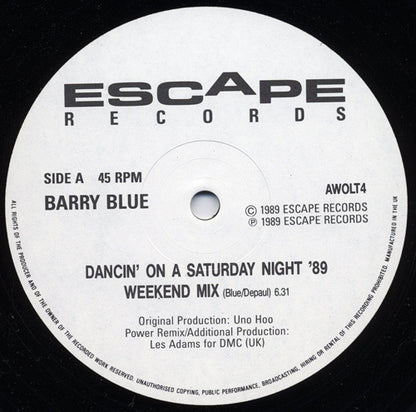 ESCAPE
RECORDS
SIDE A 45 RPM
BARRY BLUE
AWOLT4
© 1989 ESCAPE RECORDS
℗ 1989 ESCAPE RECORDS
DANCIN' ON A SATURDAY NIGHT '89
WEEKEND MIX (Blue/Depaul) 6.31
Original Production: Uno Hoo
Power Remix/Additional Production:
Les Adams for DMC (UK)
ALL RIGHTS OF THE PRODUCER AND OF THE OWNER OF THE RECORDED WORK RESERVED. UNAUTHORISED COPYING, PUBLIC PERFORMANCE, BROADCASTING, HIRING OR RENTAL OF THIS RECORDING PROHIBITED. MANUFACTURED IN THE UK